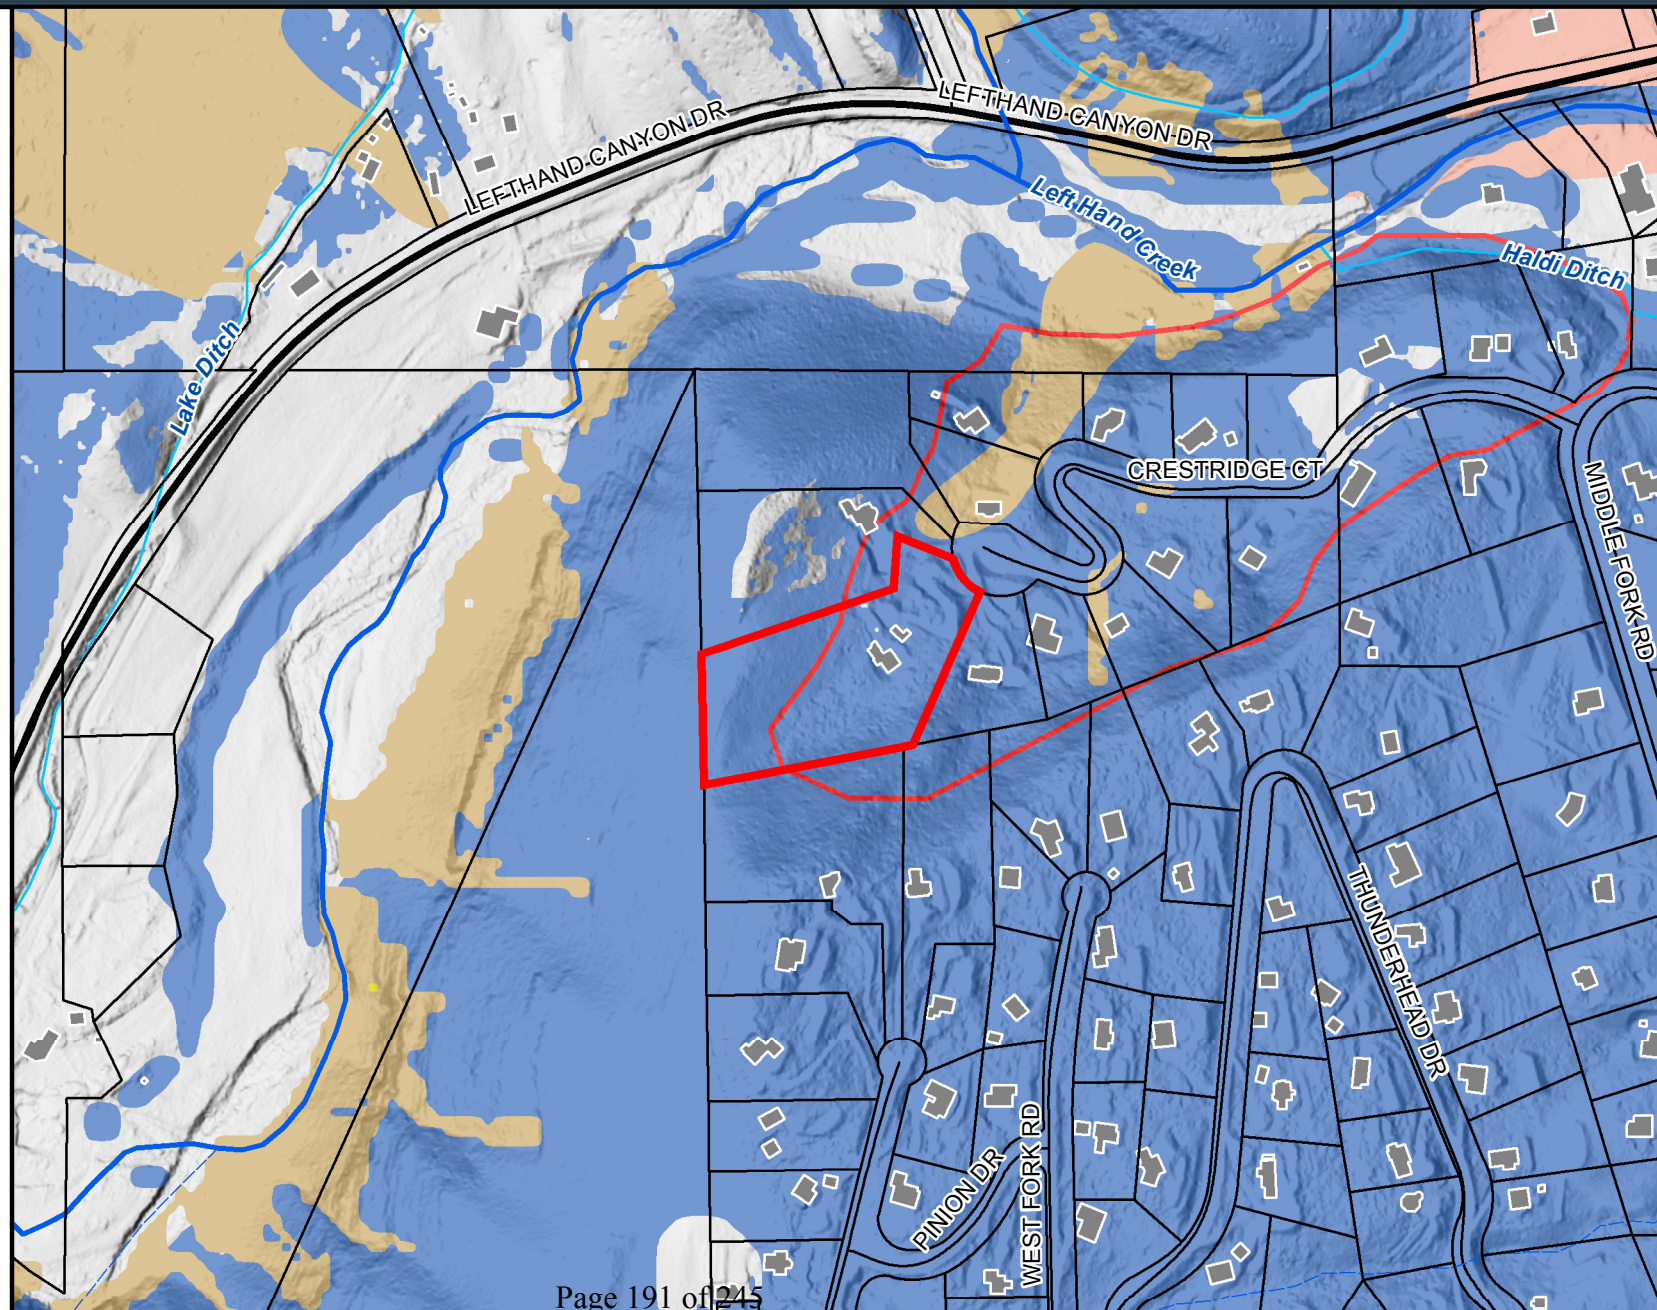 LEFTHAND CANYON DR
LEFTHAND CANYON DR
Left Hand Creek
Haldi Ditch
Lake Ditch
CRESTRIDGE CT
MIDDLE FORK RD
THUNDERHEAD DR
WEST FORK RD
PINION DR
Page 191 of 245